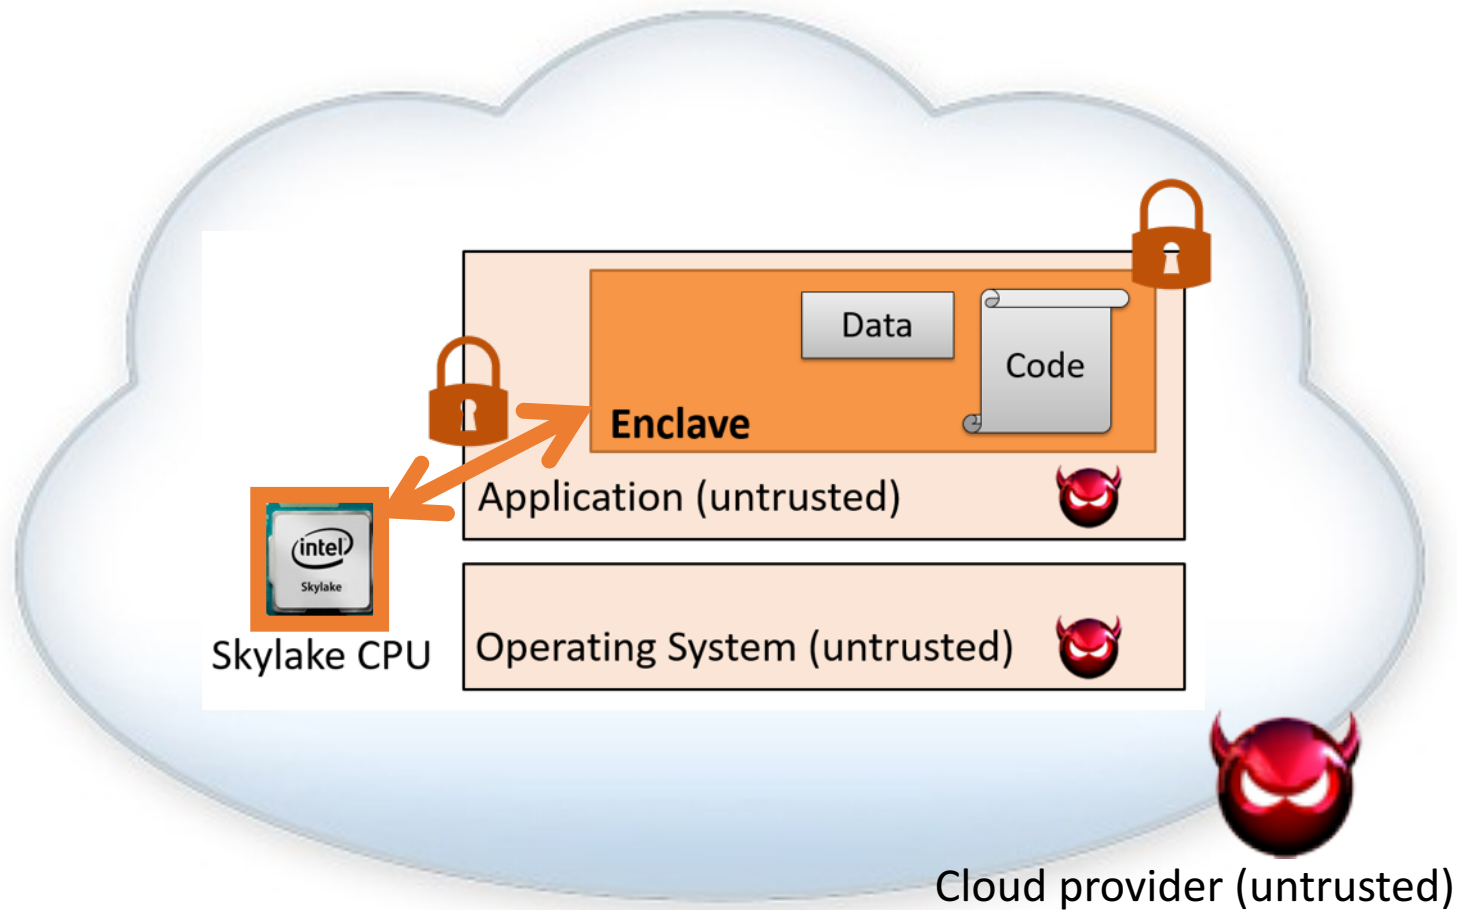 Data
Code
Enclave
Application (untrusted)
intel
Skylake
Skylake CPU
Operating System (untrusted)
Cloud provider (untrusted)